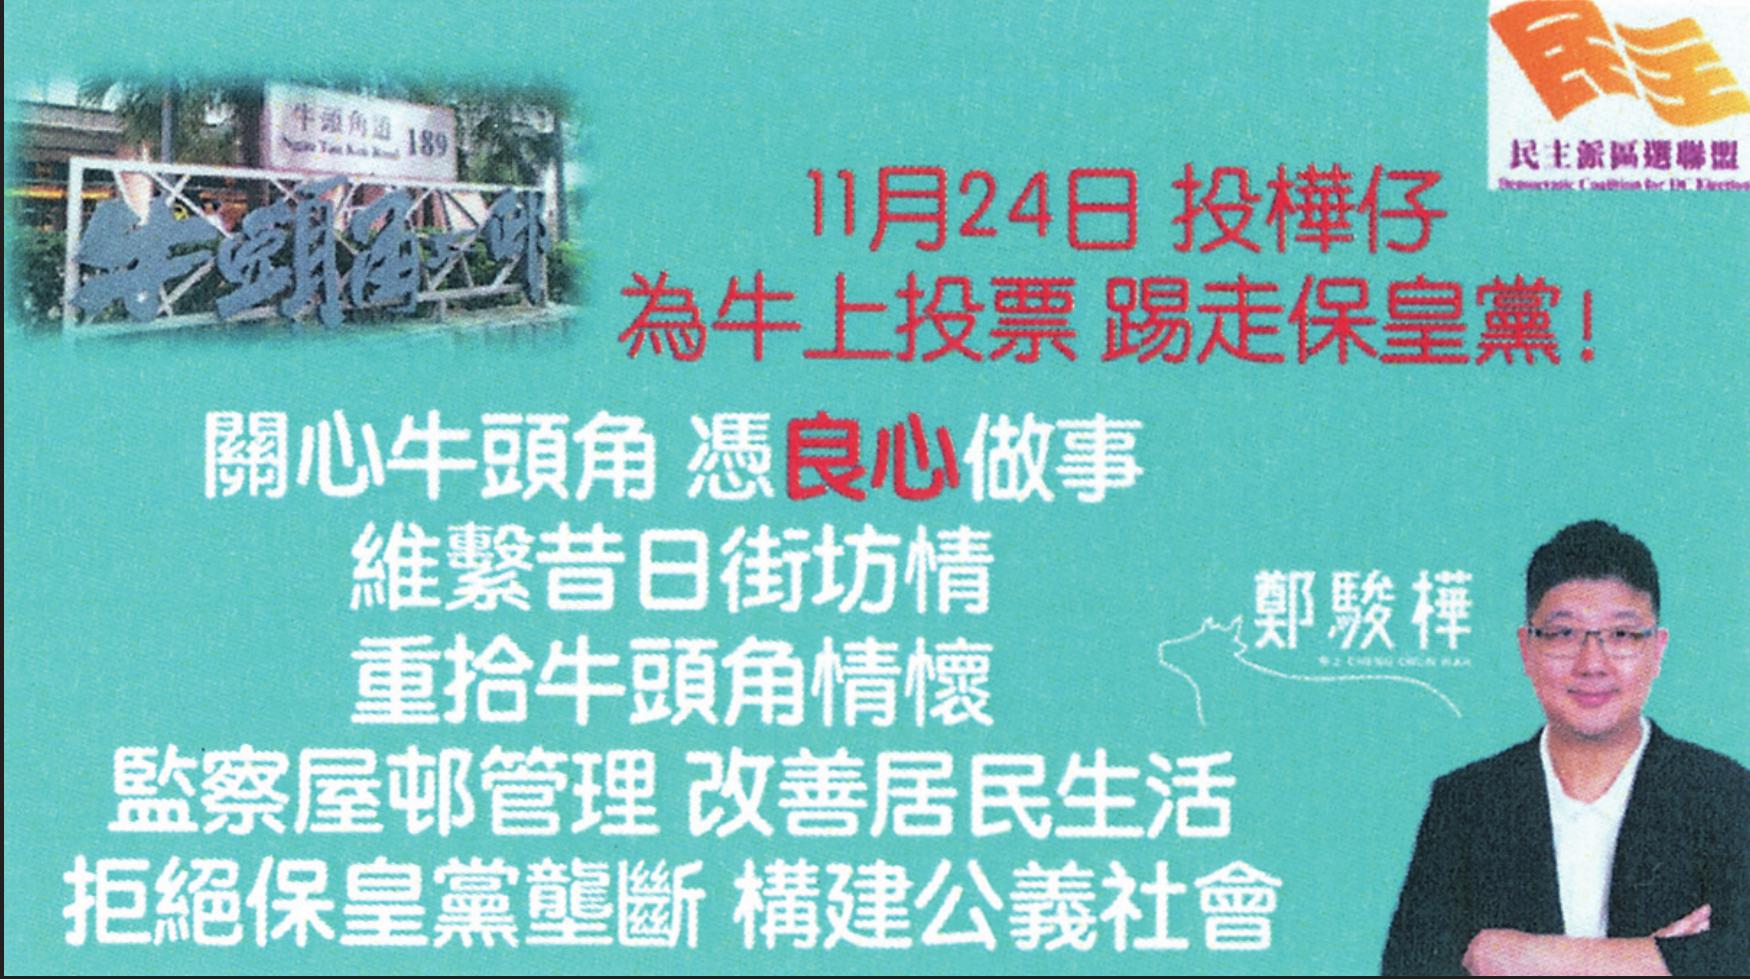 牛頭角道 189
Ngau Tau Kok Road
牛頭角上邨
民主
民主派區選聯盟
Democratic Coalition for DC Election
11月24日 投樺仔
為牛上投票 踢走保皇黨！
關心牛頭角 憑良心做事
維繫昔日街坊情
重拾牛頭角情懷
監察屋邨管理 改善居民生活
拒絕保皇黨壟斷 構建公義社會
鄭駿樺
牛上 CHENG CHUN WAH